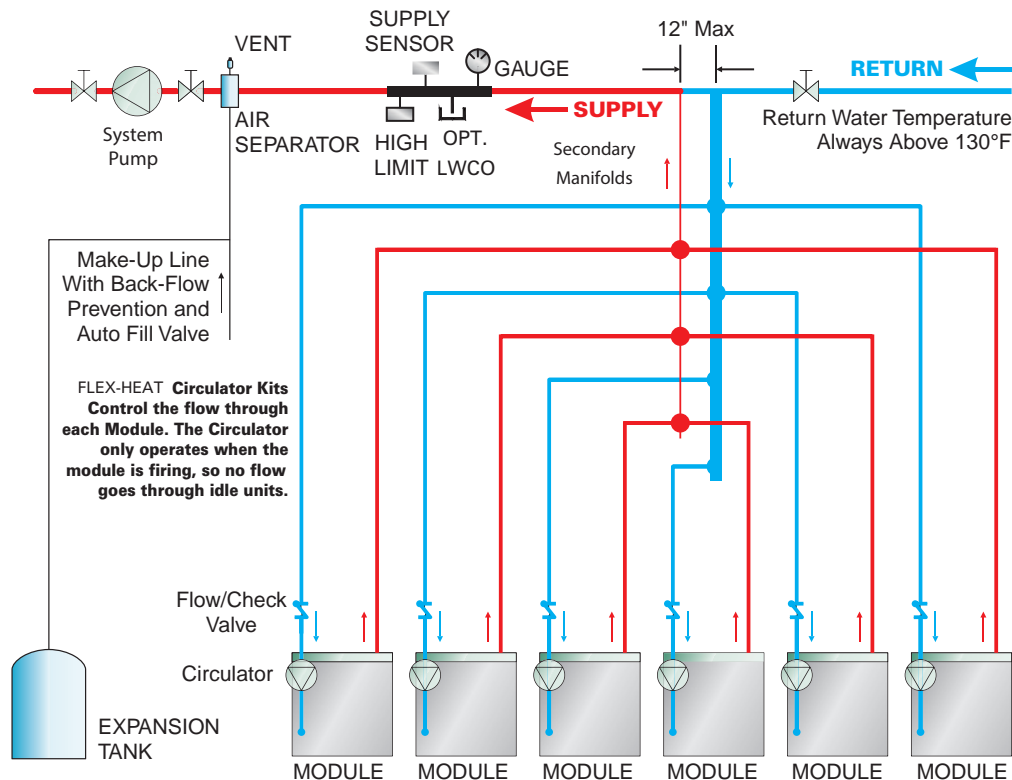 SUPPLY
SENSOR
12" Max
VENT
GAUGE
RETURN
SUPPLY
System
Pump
AIR
SEPARATOR
HIGH
LIMIT
OPT.
LWCO
Secondary
Manifolds
Return Water Temperature
Always Above 130°F
Make-Up Line
With Back-Flow
Prevention and
Auto Fill Valve
FLEX-HEAT Circulator Kits
Control the flow through
each Module. The Circulator
only operates when the
module is firing, so no flow
goes through idle units.
Flow/Check
Valve
Circulator
EXPANSION
TANK
MODULE
MODULE
MODULE
MODULE
MODULE
MODULE